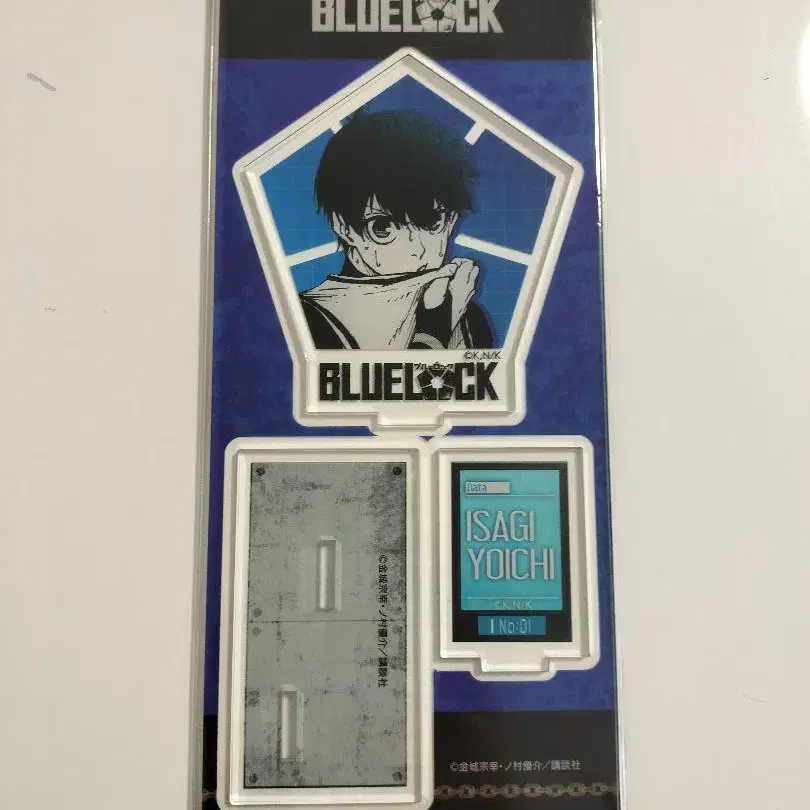 BLUELOCK
©K,N/K
ブルーロック
BLUELOCK
Data
ISAGI
YOICHI
©K,N/K
No:01
©金城宗幸・ノ村優介／講談社
©金城宗幸・ノ村優介／講談社